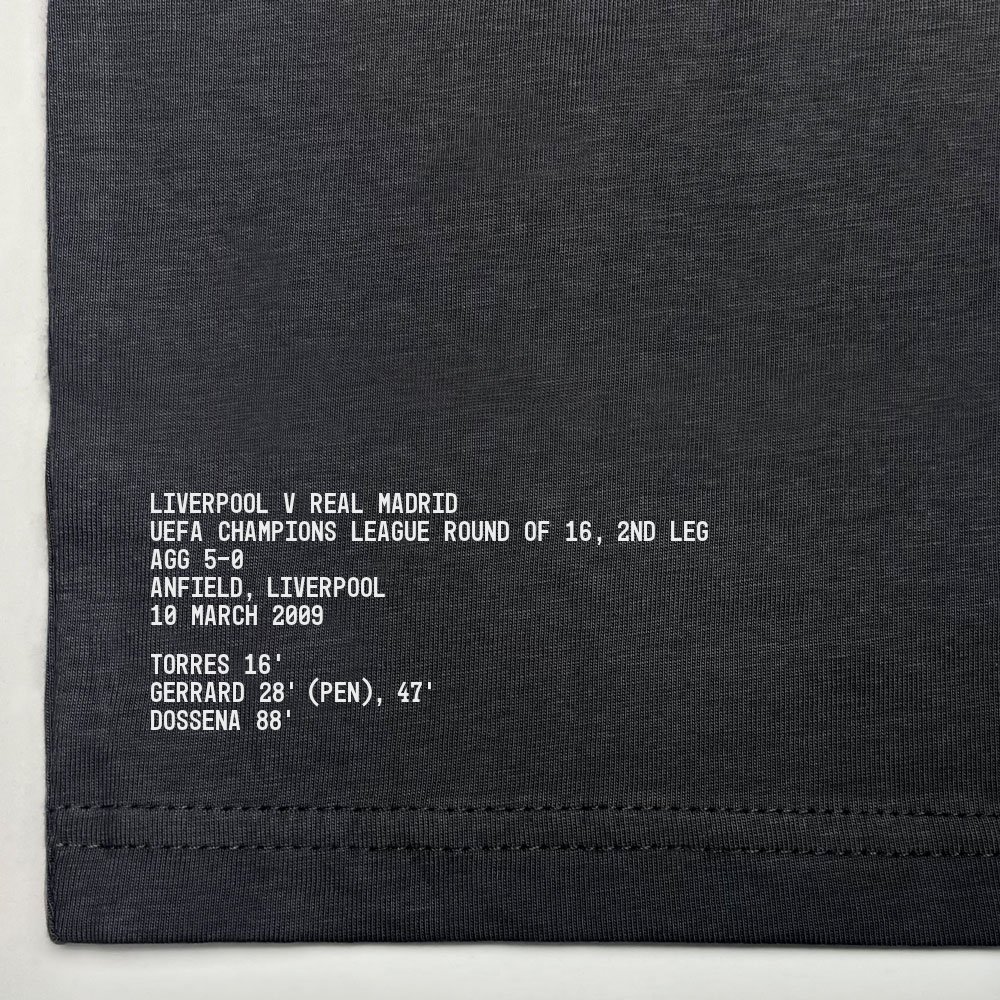 LIVERPOOL V REAL MADRID
UEFA CHAMPIONS LEAGUE ROUND OF 16, 2ND LEG
AGG 5-0
ANFIELD, LIVERPOOL
10 MARCH 2009
TORRES 16'
GERRARD 28' (PEN), 47'
DOSSENA 88'